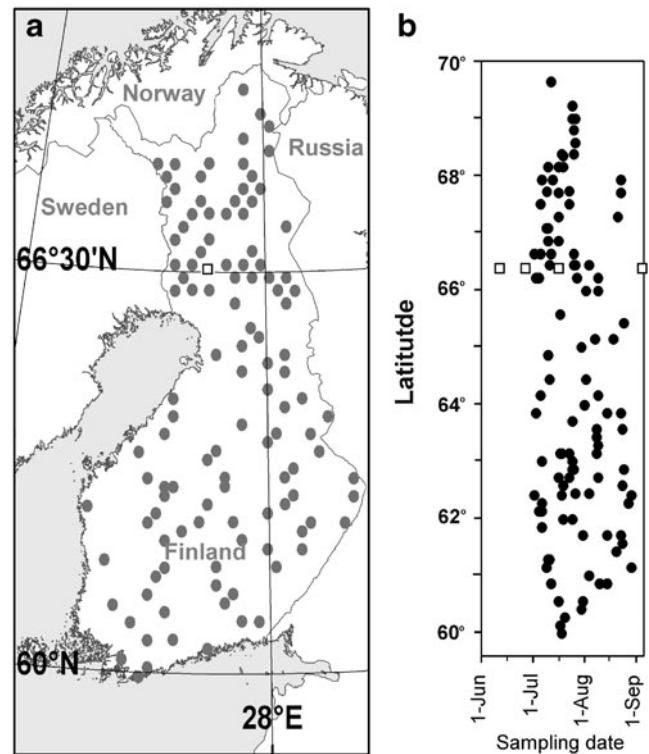 a
Norway
Russia
Sweden
66°30'N
Finland
60°N
28°E
b
70°
68°
66°
64°
62°
60°
Latitutde
1-Jun
1-Jul
1-Aug
1-Sep
Sampling date